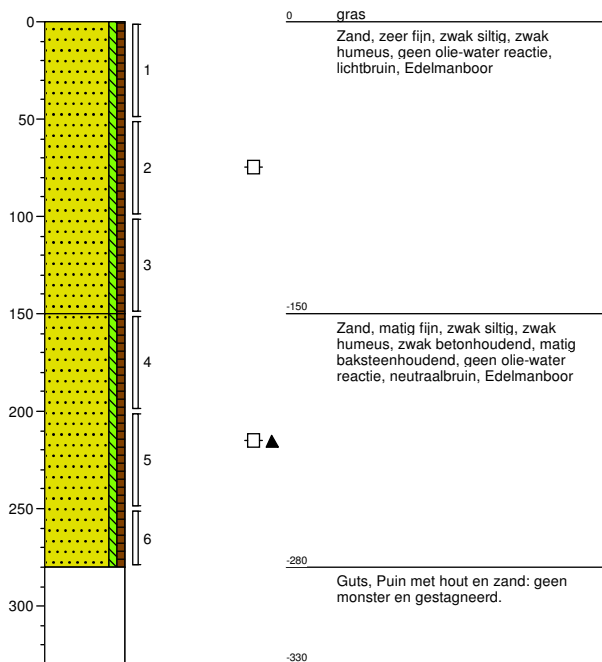 0
50
100
150
200
250
300
1
2
3
4
5
6
0
gras
Zand, zeer fijn, zwak siltig, zwak
humeus, geen olie-water reactie,
lichtbruin, Edelmanboor
-150
Zand, matig fijn, zwak siltig, zwak
humeus, zwak betonhoudend, matig
baksteenhoudend, geen olie-water
reactie, neutraalbruin, Edelmanboor
-280
Guts, Puin met hout en zand: geen
monster en gestagneerd.
-330